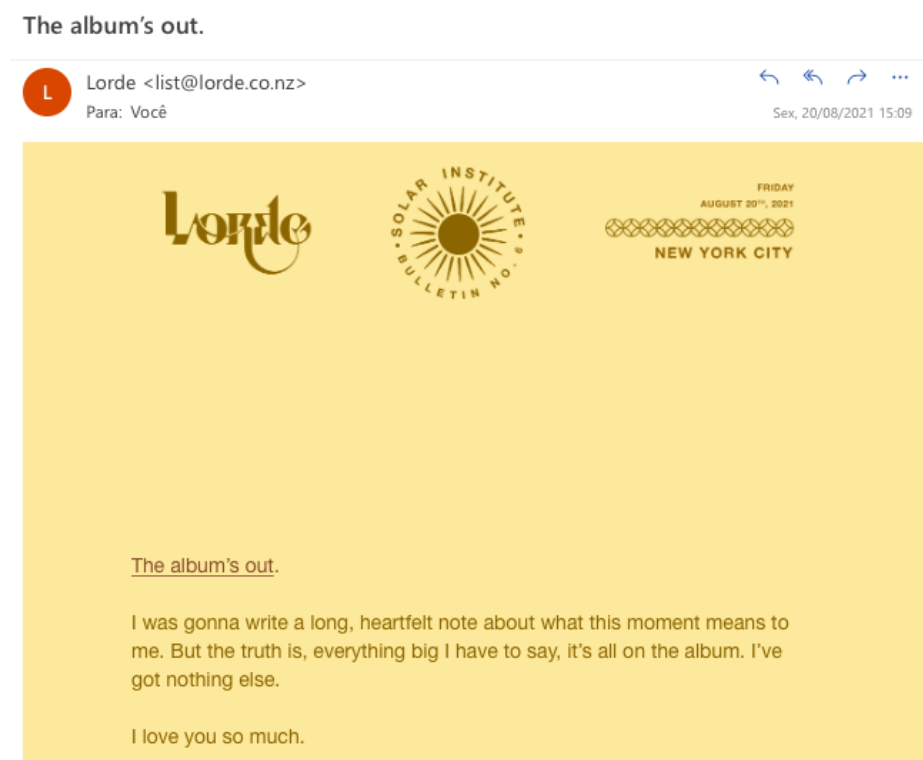 The album's out.
L
Lorde <list@lorde.co.nz>
Para: Você
Sex, 20/08/2021 15:09
Lorde
• SOLAR INSTITUTE •
BULLETIN NO. 6
FRIDAY
AUGUST 20TH, 2021
NEW YORK CITY
The album's out.
I was gonna write a long, heartfelt note about what this moment means to
me. But the truth is, everything big I have to say, it's all on the album. I've
got nothing else.
I love you so much.